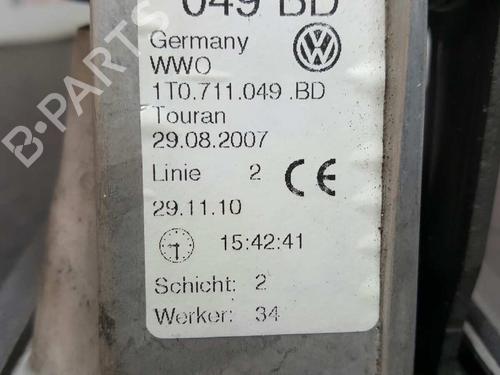 049 BD
Germany
WWO
1T0.711.049 .BD
Touran
29.08.2007
Linie 2 CE
29.11.10
15:42:41
Schicht: 2
Werker: 34
B-PARTS